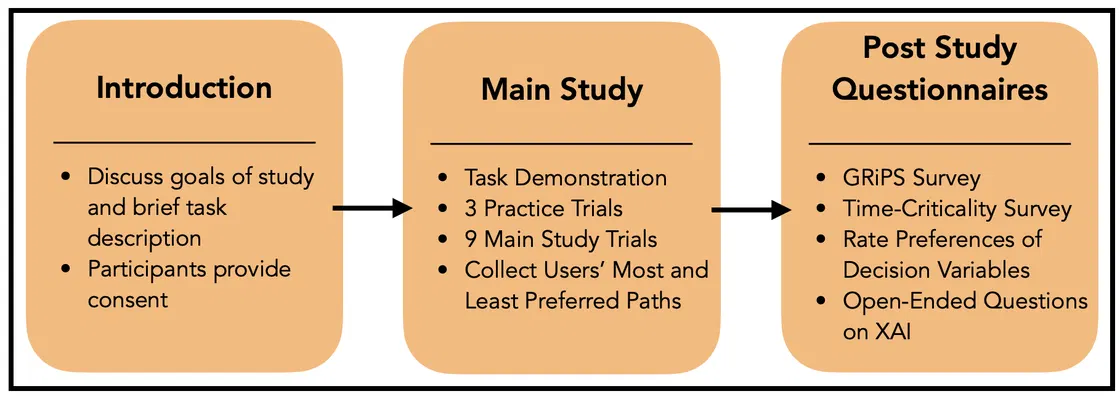 Introduction
• Discuss goals of study
and brief task
description
• Participants provide
consent
Main Study
• Task Demonstration
• 3 Practice Trials
• 9 Main Study Trials
• Collect Users’ Most and
Least Preferred Paths
Post Study
Questionnaires
• GRiPS Survey
• Time-Criticality Survey
• Rate Preferences of
Decision Variables
• Open-Ended Questions
on XAI